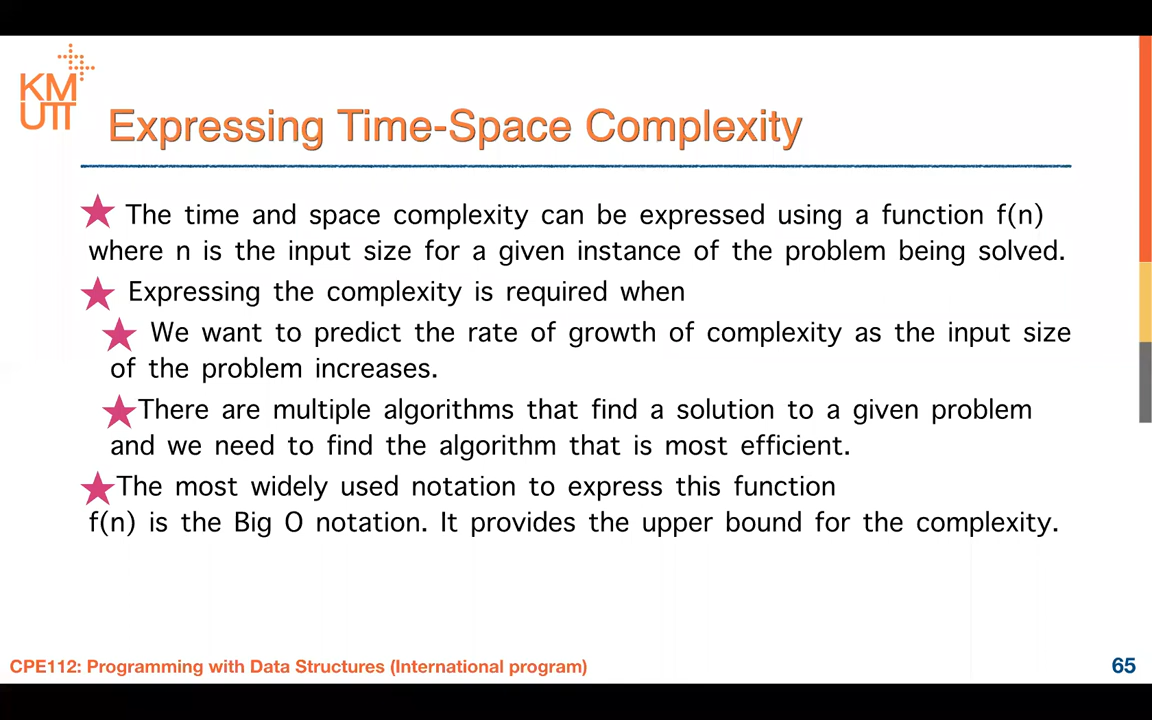 KM
UTT
Expressing Time-Space Complexity
The time and space complexity can be expressed using a function f(n)
where n is the input size for a given instance of the problem being solved.
Expressing the complexity is required when
We want to predict the rate of growth of complexity as the input size
of the problem increases.
There are multiple algorithms that find a solution to a given problem
and we need to find the algorithm that is most efficient.
The most widely used notation to express this function
f(n) is the Big O notation. It provides the upper bound for the complexity.
CPE112: Programming with Data Structures (International program)
65